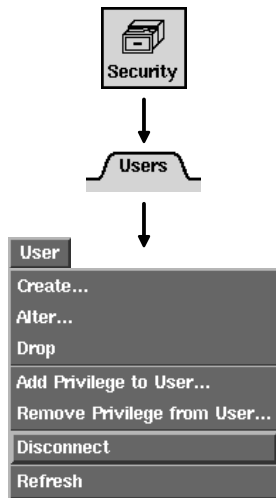 Security
Users
User
Create...
Alter...
Drop
Add Privilege to User...
Remove Privilege from User...
Disconnect
Refresh